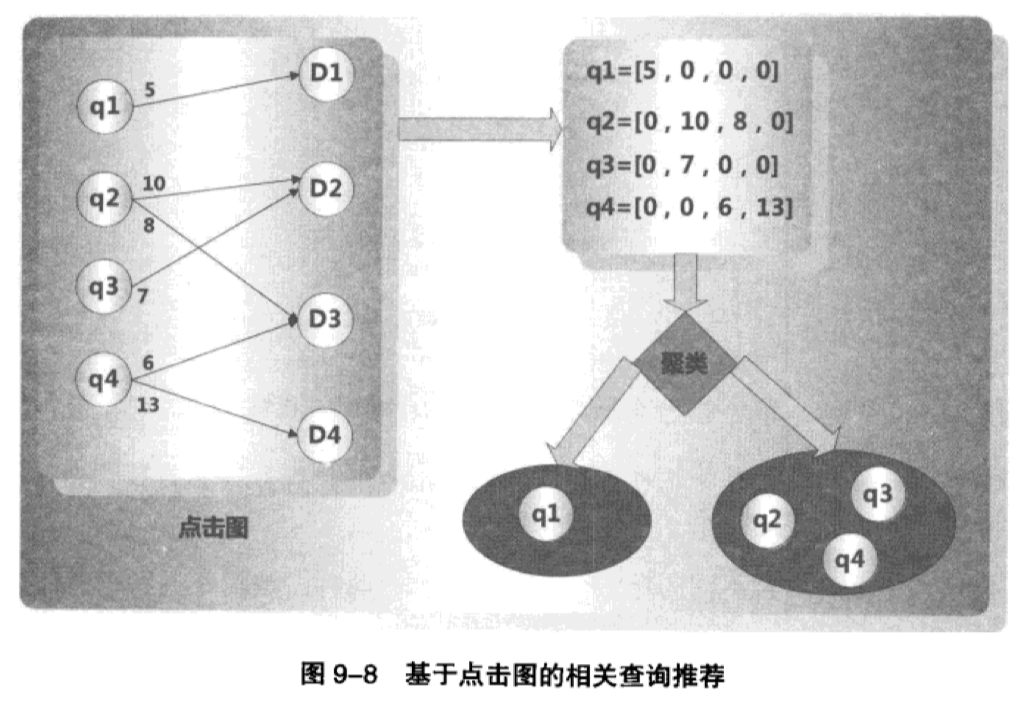 q1
5
D1
q2
10
8
D2
q3
7
D3
q4
6
13
D4
点击图
q1=[5 , 0 , 0 , 0]
q2=[0 , 10 , 8 , 0]
q3=[0 , 7 , 0 , 0]
q4=[0 , 0 , 6 , 13]
聚类
q1
q2
q3
q4
图 9-8 基于点击图的相关查询推荐